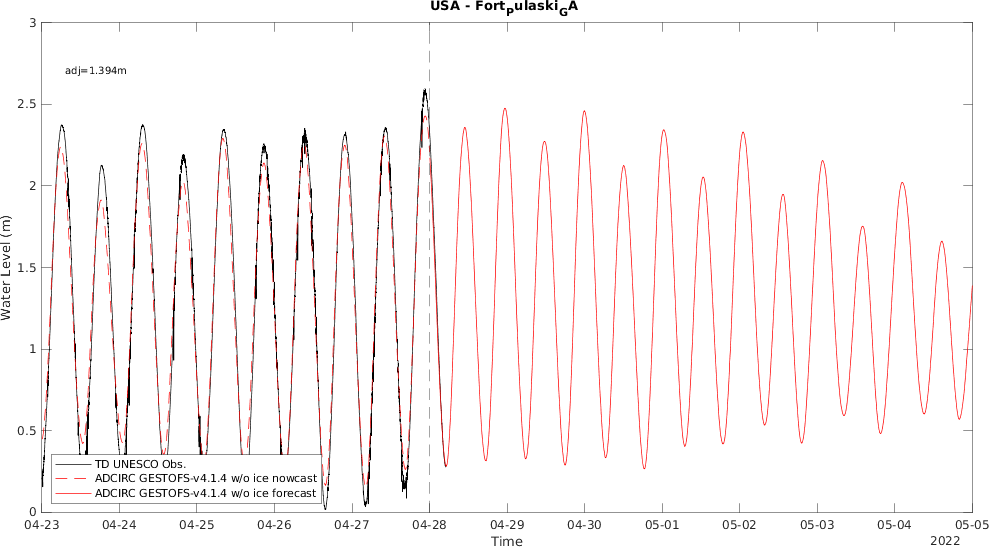 USA - FortPulaskiGA
3
adj=1.394m
2.5
2
1.5
1
0.5
0
Water Level (m)
TD UNESCO Obs.
ADCIRC GESTOFS-v4.1.4 w/o ice nowcast
ADCIRC GESTOFS-v4.1.4 w/o ice forecast
04-23 04-24 04-25 04-26 04-27 04-28 04-29 04-30 05-01 05-02 05-03 05-04 05-05
Time
2022